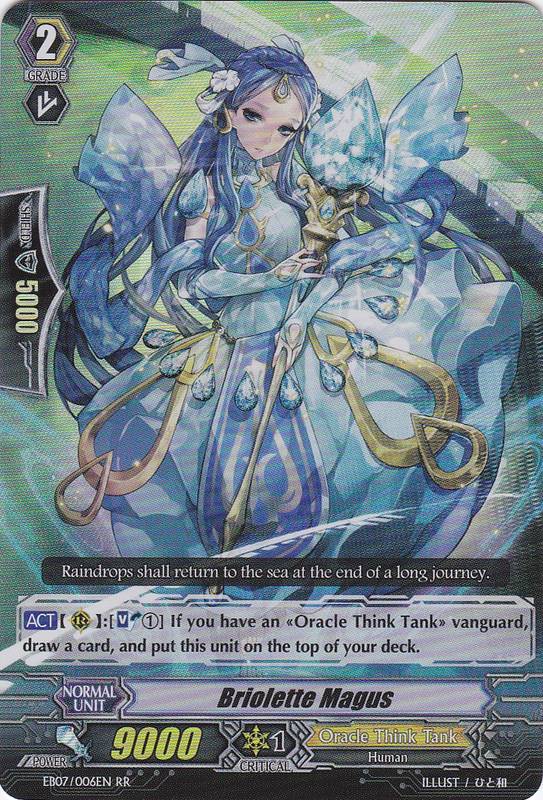 2
GRADE
SHIELD
5000
Raindrops shall return to the sea at the end of a long journey.
ACT【 R 】:[V ①] If you have an «Oracle Think Tank» vanguard,
draw a card, and put this unit on the top of your deck.
NORMAL
UNIT
Briolette Magus
POWER 9000 1 CRITICAL
Oracle Think Tank
Human
EB07/006EN RR
ILLUST / ひと和